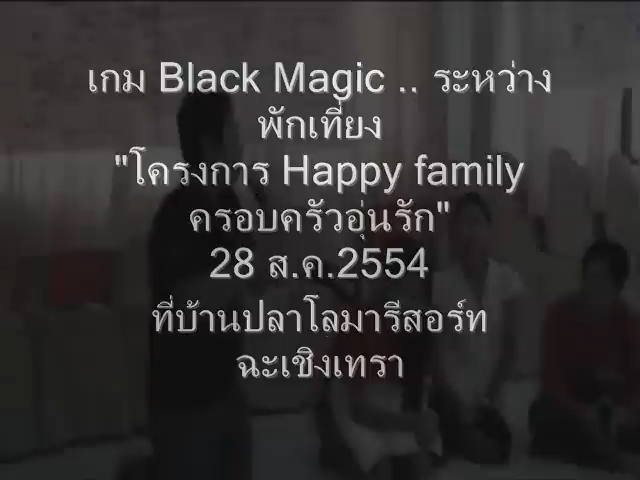 เกม Black Magic .. ระหว่าง
พักเที่ยง
"โครงการ Happy family
ครอบครัวอุ่นรัก"
28 ส.ค.2554
ที่บ้านปลาโลมารีสอร์ท
ฉะเชิงเทรา